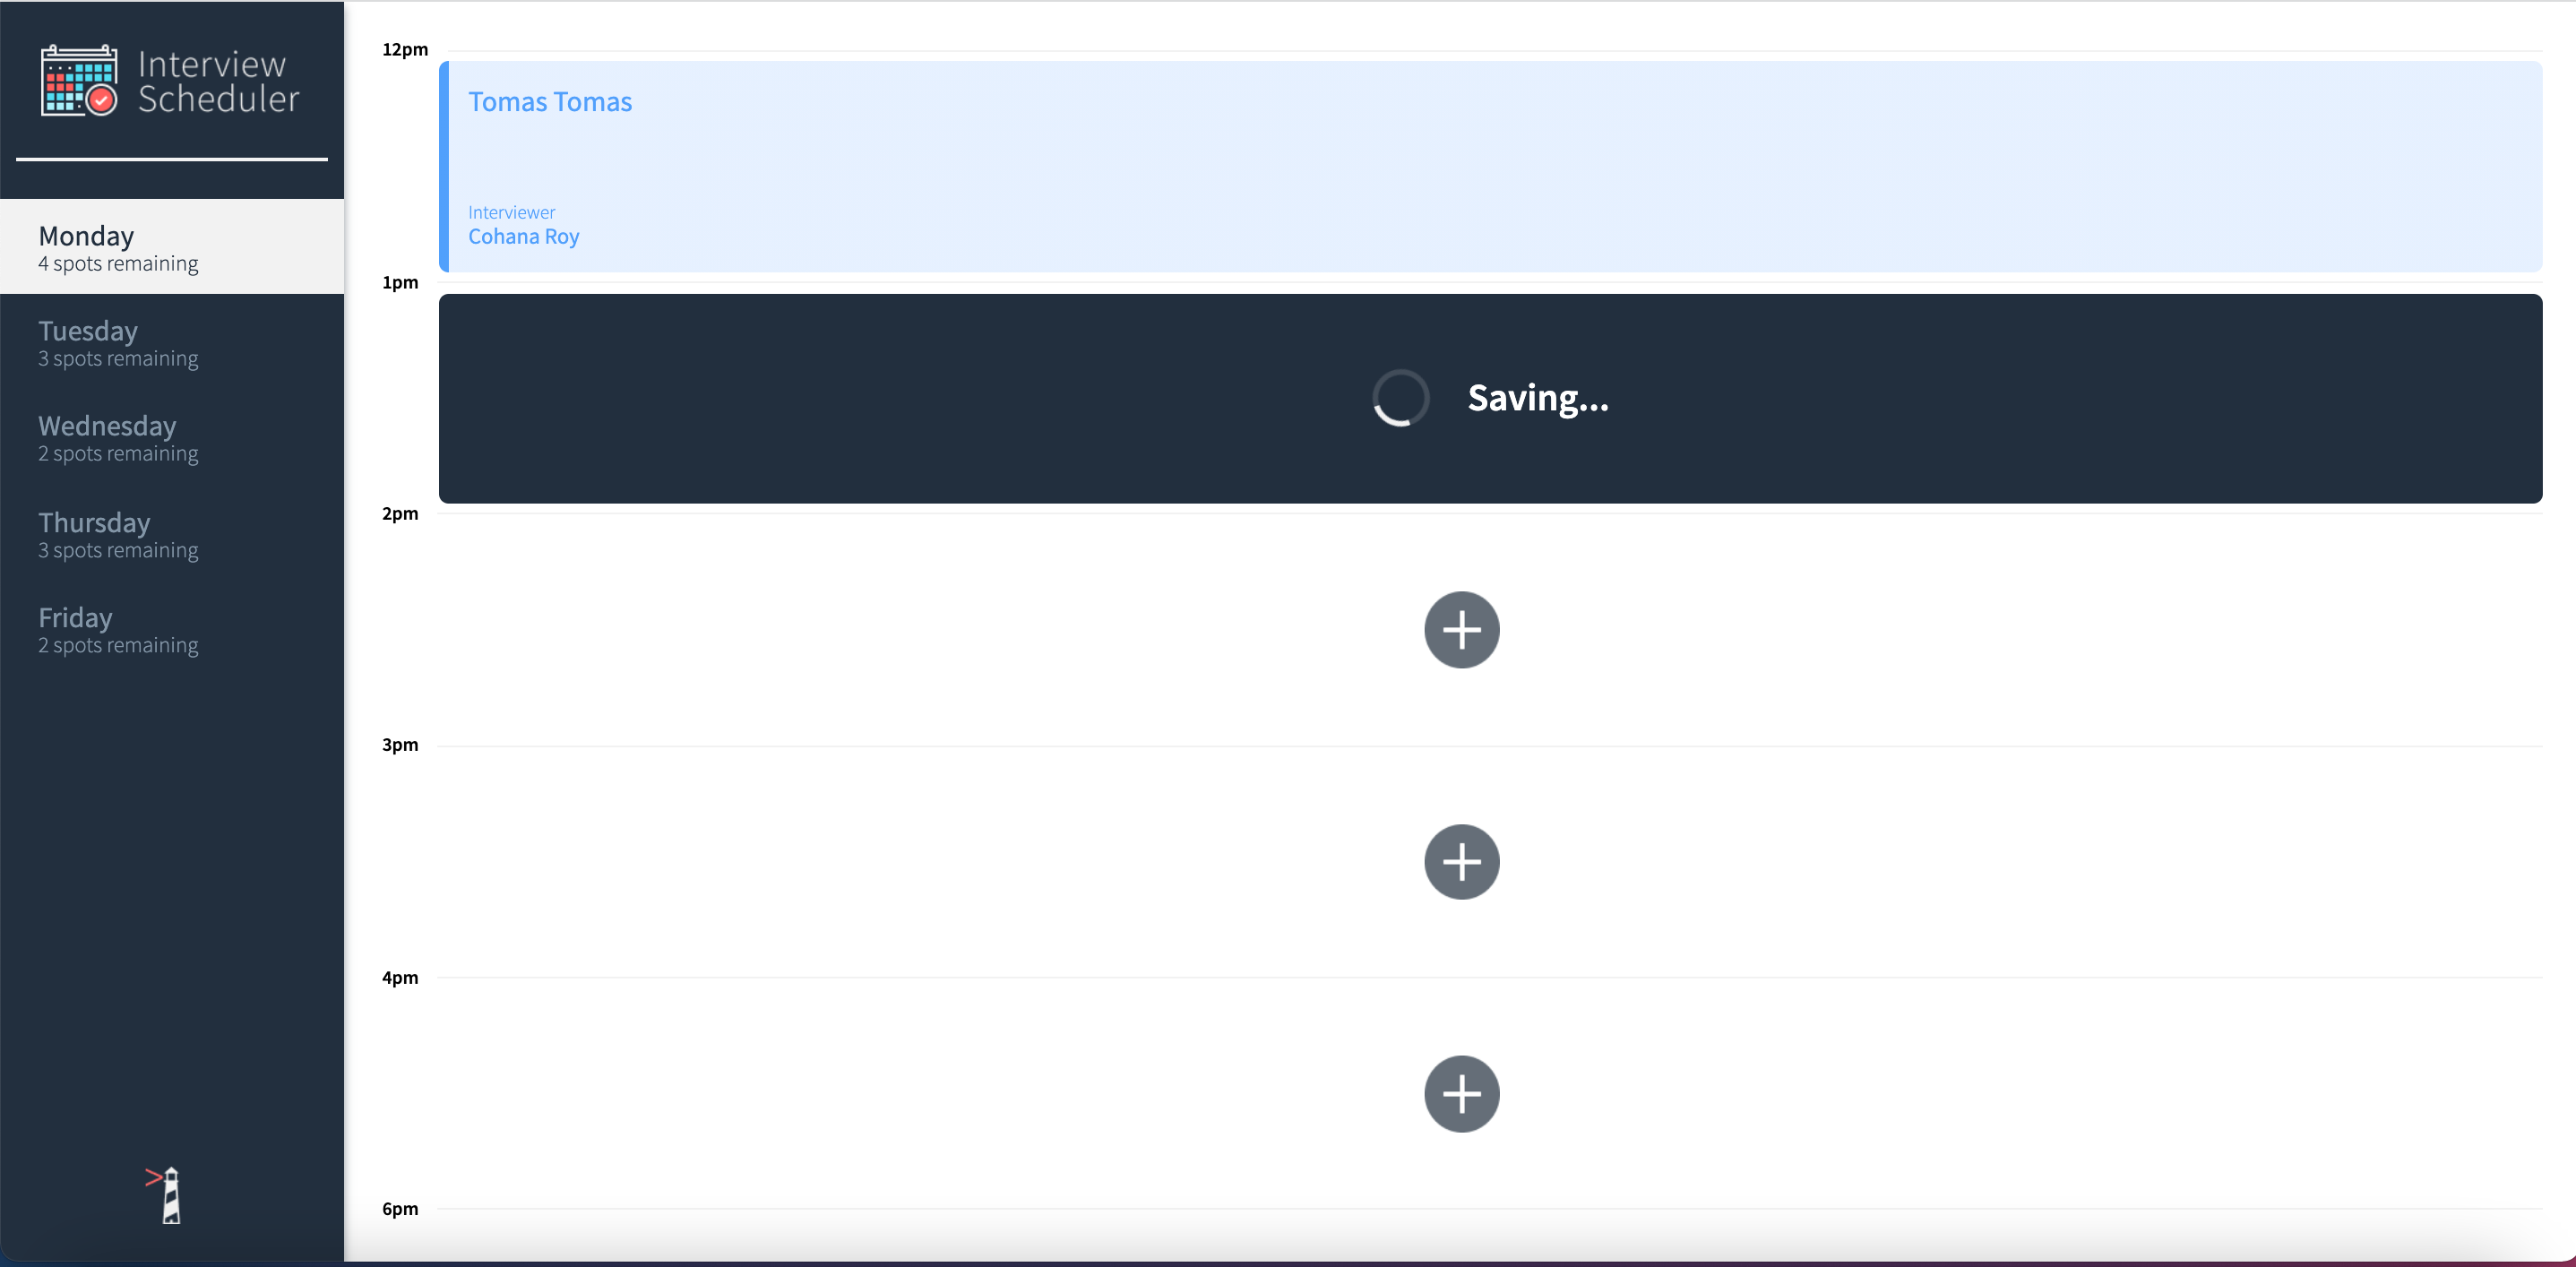 Interview
Scheduler
Monday
4 spots remaining
Tuesday
3 spots remaining
Wednesday
2 spots remaining
Thursday
3 spots remaining
Friday
2 spots remaining
12pm
Tomas Tomas
Interviewer
Cohana Roy
1pm
Saving...
2pm
3pm
4pm
6pm